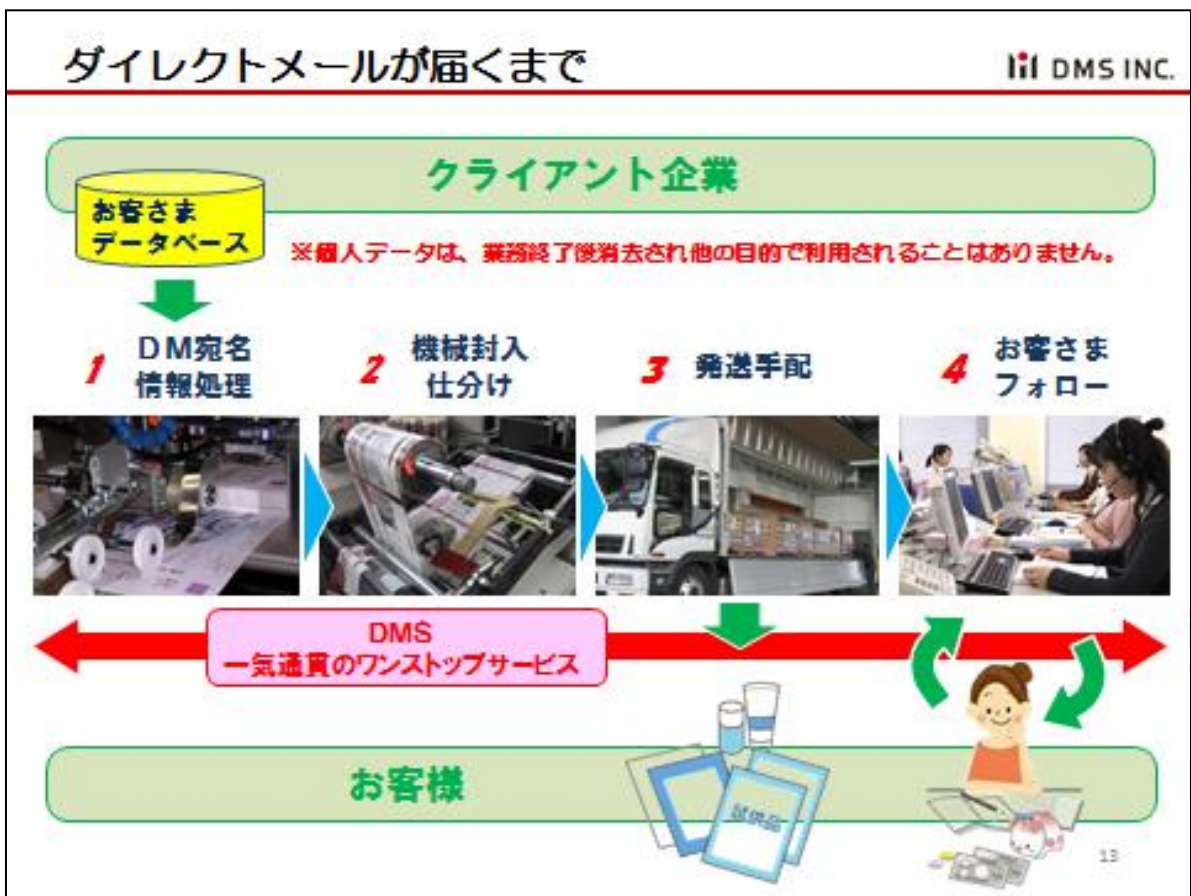 ダイレクトメールが届くまで
DMS INC.
クライアント企業
お客さま
データベース
※個人データは、業務終了後消去され他の目的で利用されることはありません。
1 DM宛名
情報処理
2 機械封入
仕分け
3 発送手配
4 お客さま
フォロー
DMS
一気通貫のワンストップサービス
お客様
試供品
13